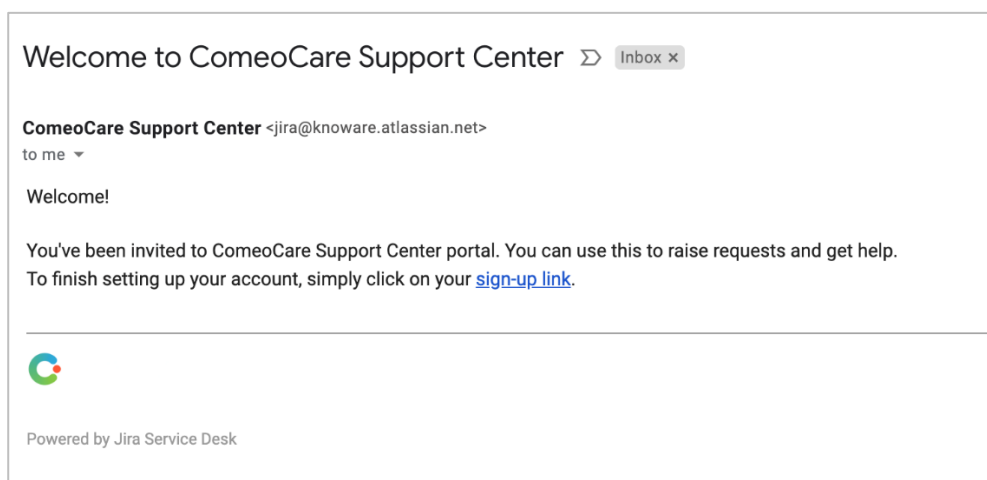 Welcome to ComeoCare Support Center Inbox ×
ComeoCare Support Center <jira@knoware.atlassian.net>
to me
Welcome!
You've been invited to ComeoCare Support Center portal. You can use this to raise requests and get help.
To finish setting up your account, simply click on your sign-up link.
Powered by Jira Service Desk